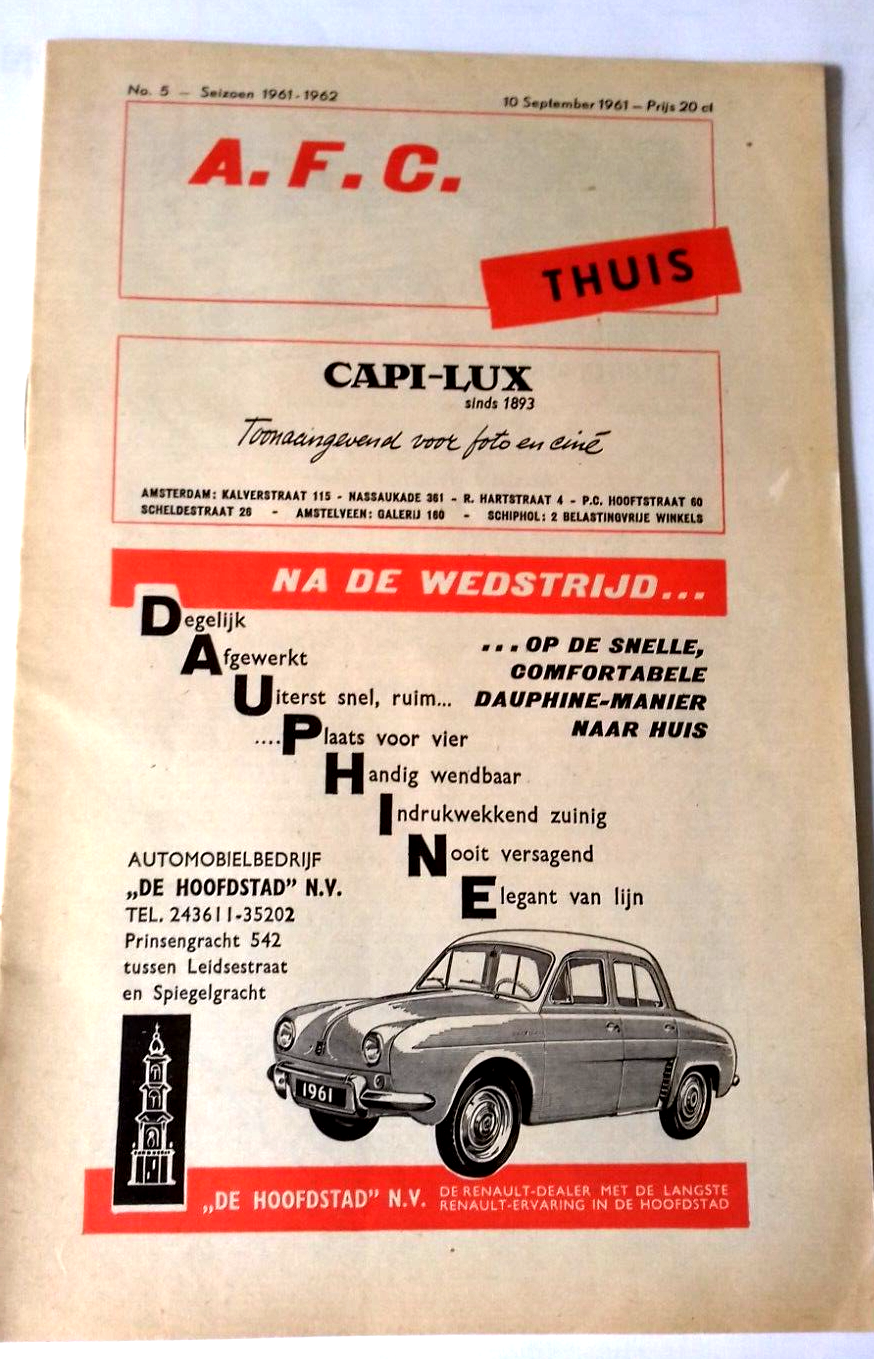 No. 5 — Seizoen 1961-1962
10 September 1961 — Prijs 20 ct
A. F. C.
THUIS
CAPI-LUX
sinds 1893
Toonaangevend voor foto en ciné
AMSTERDAM: KALVERSTRAAT 115 - NASSAUKADE 361 - R. HARTSTRAAT 4 - P.C. HOOFTSTRAAT 60
SCHELDESTRAAT 26 - AMSTELVEEN: GALERIJ 160 - SCHIPHOL: 2 BELASTINGVRIJE WINKELS
NA DE WEDSTRIJD...
Degelijk
Afgewerkt
Uiterst snel, ruim...
....Plaats voor vier
Handig wendbaar
Indrukwekkend zuinig
Nooit versagend
Elegant van lijn
...OP DE SNELLE,
COMFORTABELE
DAUPHINE-MANIER
NAAR HUIS
AUTOMOBIELBEDRIJF
„DE HOOFDSTAD” N.V.
TEL. 243611-35202
Prinsengracht 542
tussen Leidsestraat
en Spiegelgracht
1961
„DE HOOFDSTAD” N.V.
DE RENAULT-DEALER MET DE LANGSTE
RENAULT-ERVARING IN DE HOOFDSTAD